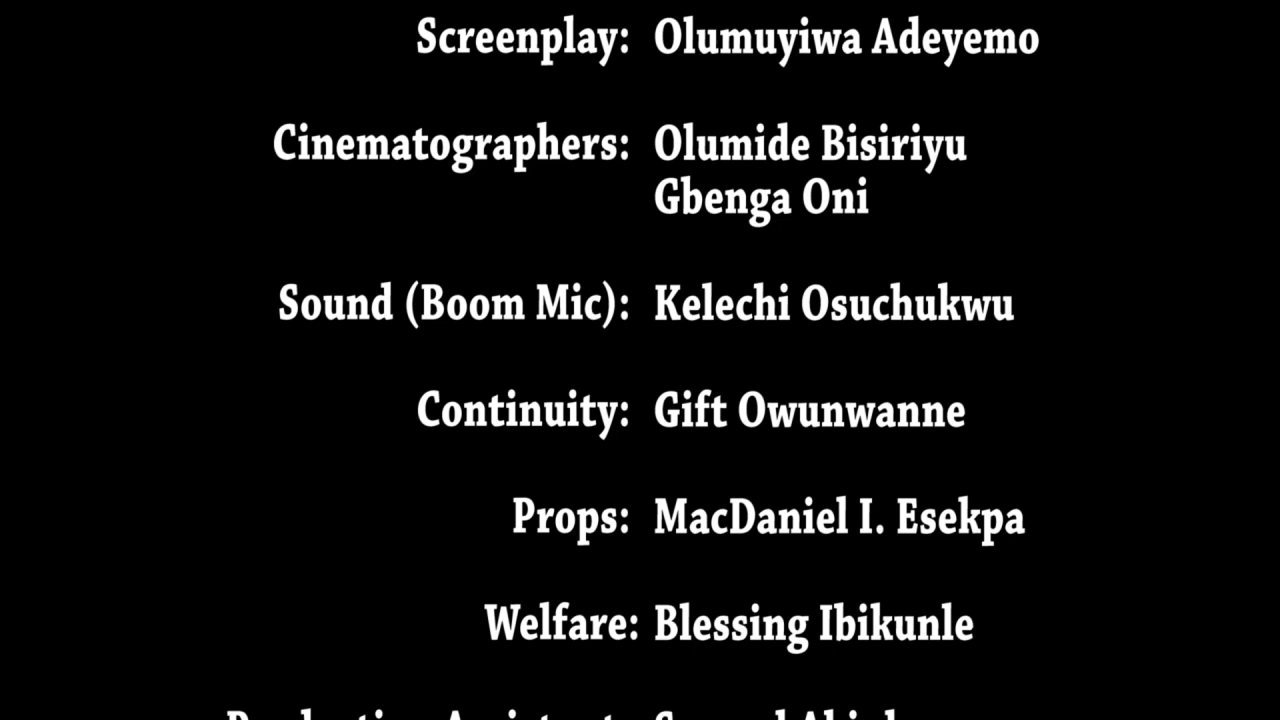 Screenplay: Olumuyiwa Adeyemo
Cinematographers: Olumide Bisiriyu
Gbenga Oni
Sound (Boom Mic): Kelechi Osuchukwu
Continuity: Gift Owunwanne
Props: MacDaniel I. Esekpa
Welfare: Blessing Ibikunle